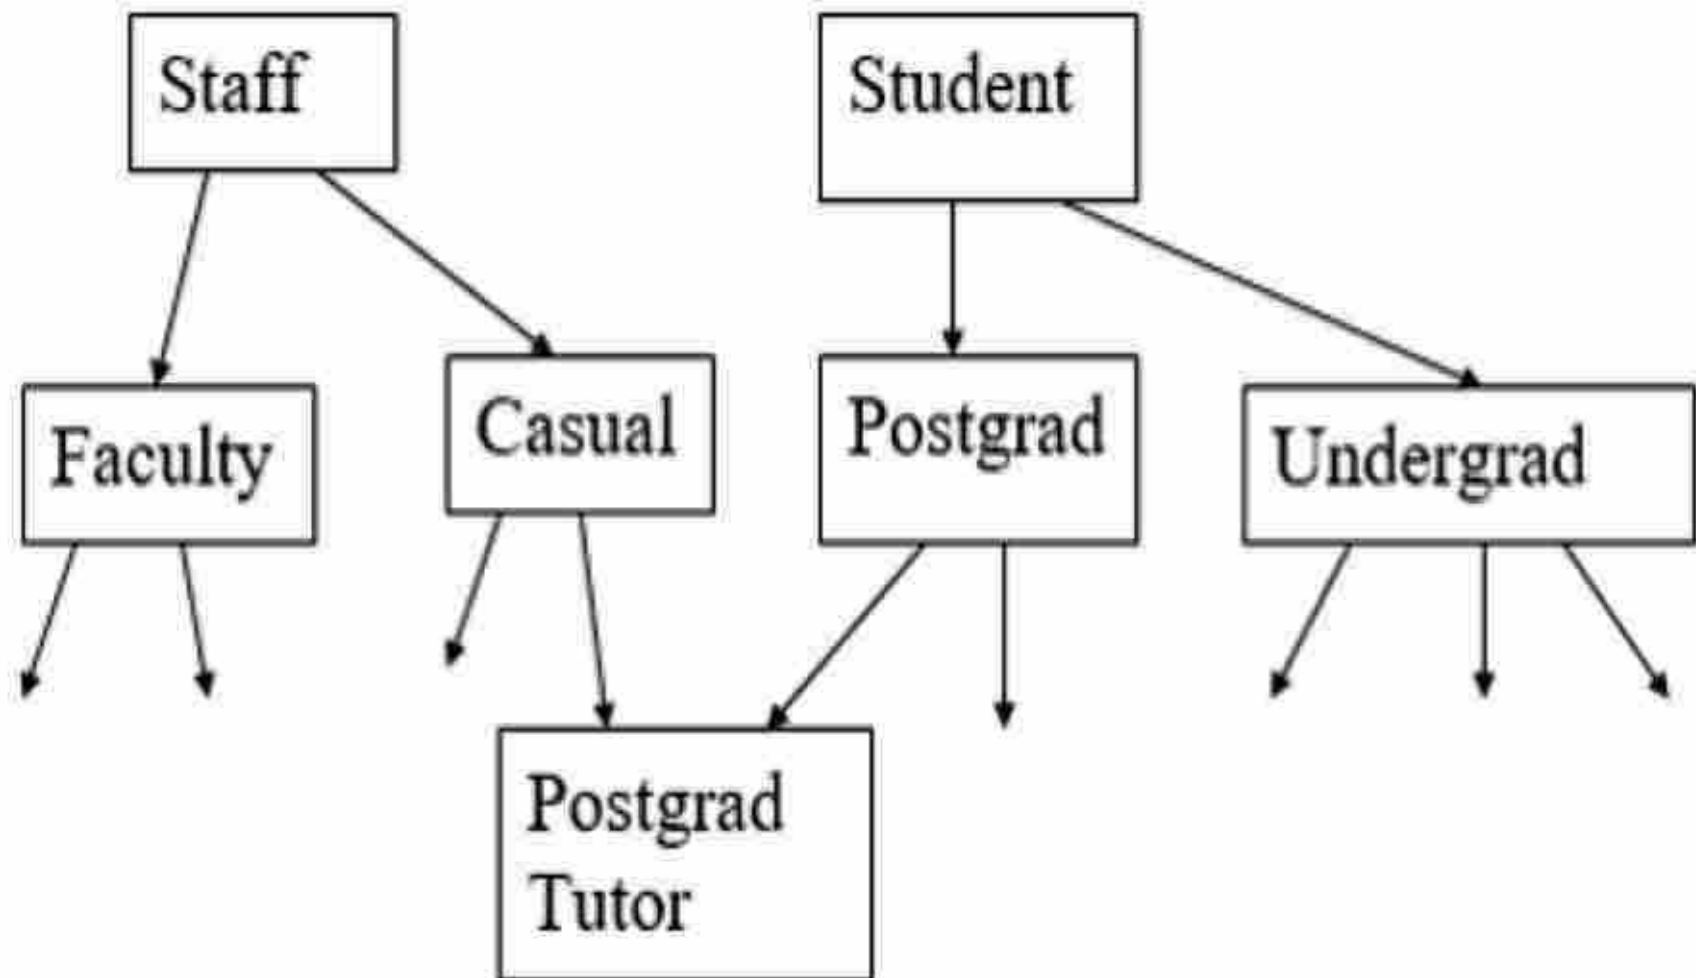 Staff
Student
Faculty
Casual
Postgrad
Undergrad
Postgrad
Tutor